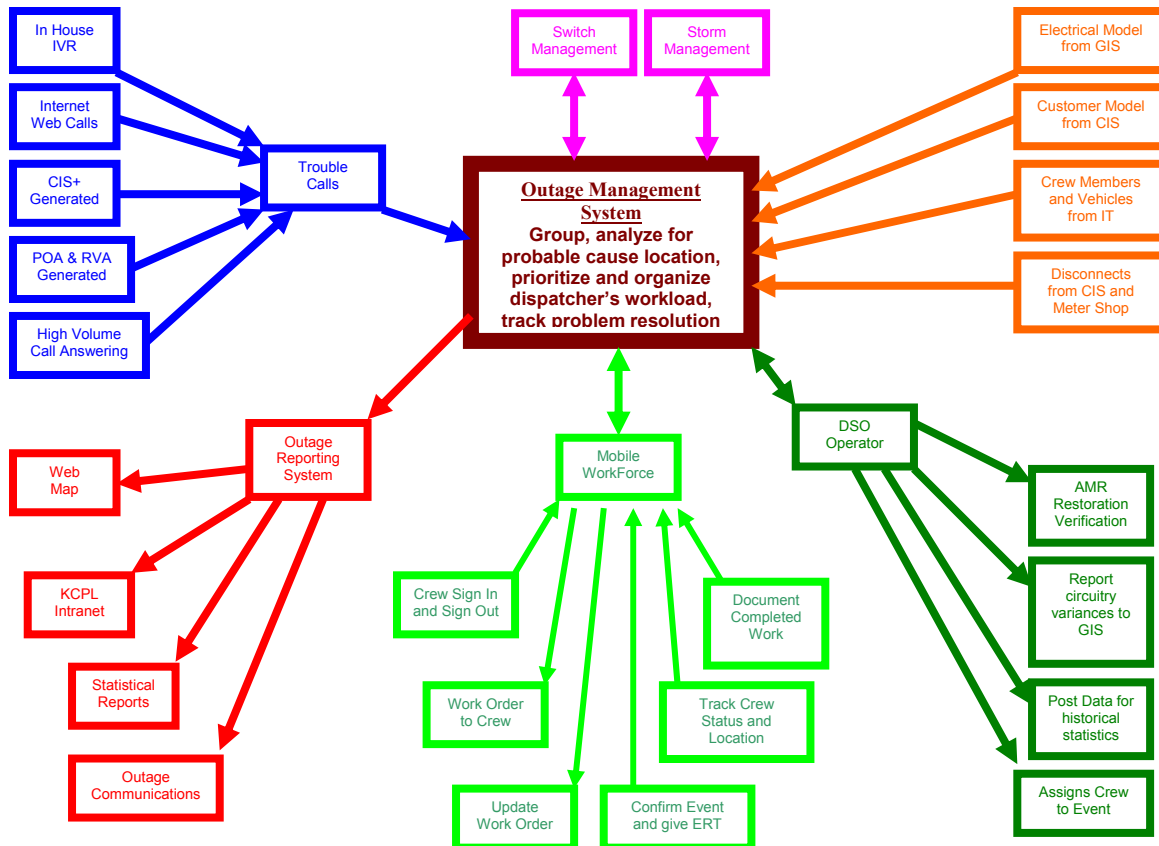 In House
IVR
Internet
Web Calls
CIS+
Generated
POA & RVA
Generated
High Volume
Call Answering
Trouble
Calls
Switch
Management
Storm
Management
Outage Management
System
Group, analyze for
probable cause location,
prioritize and organize
dispatcher’s workload,
track problem resolution
Electrical Model
from GIS
Customer Model
from CIS
Crew Members
and Vehicles
from IT
Disconnects
from CIS and
Meter Shop
Outage
Reporting
System
Web
Map
KCPL
Intranet
Statistical
Reports
Outage
Communications
Mobile
WorkForce
Crew Sign In
and Sign Out
Work Order
to Crew
Update
Work Order
Confirm Event
and give ERT
Track Crew
Status and
Location
Document
Completed
Work
DSO
Operator
AMR
Restoration
Verification
Report
circuitry
variances to
GIS
Post Data for
historical
statistics
Assigns Crew
to Event